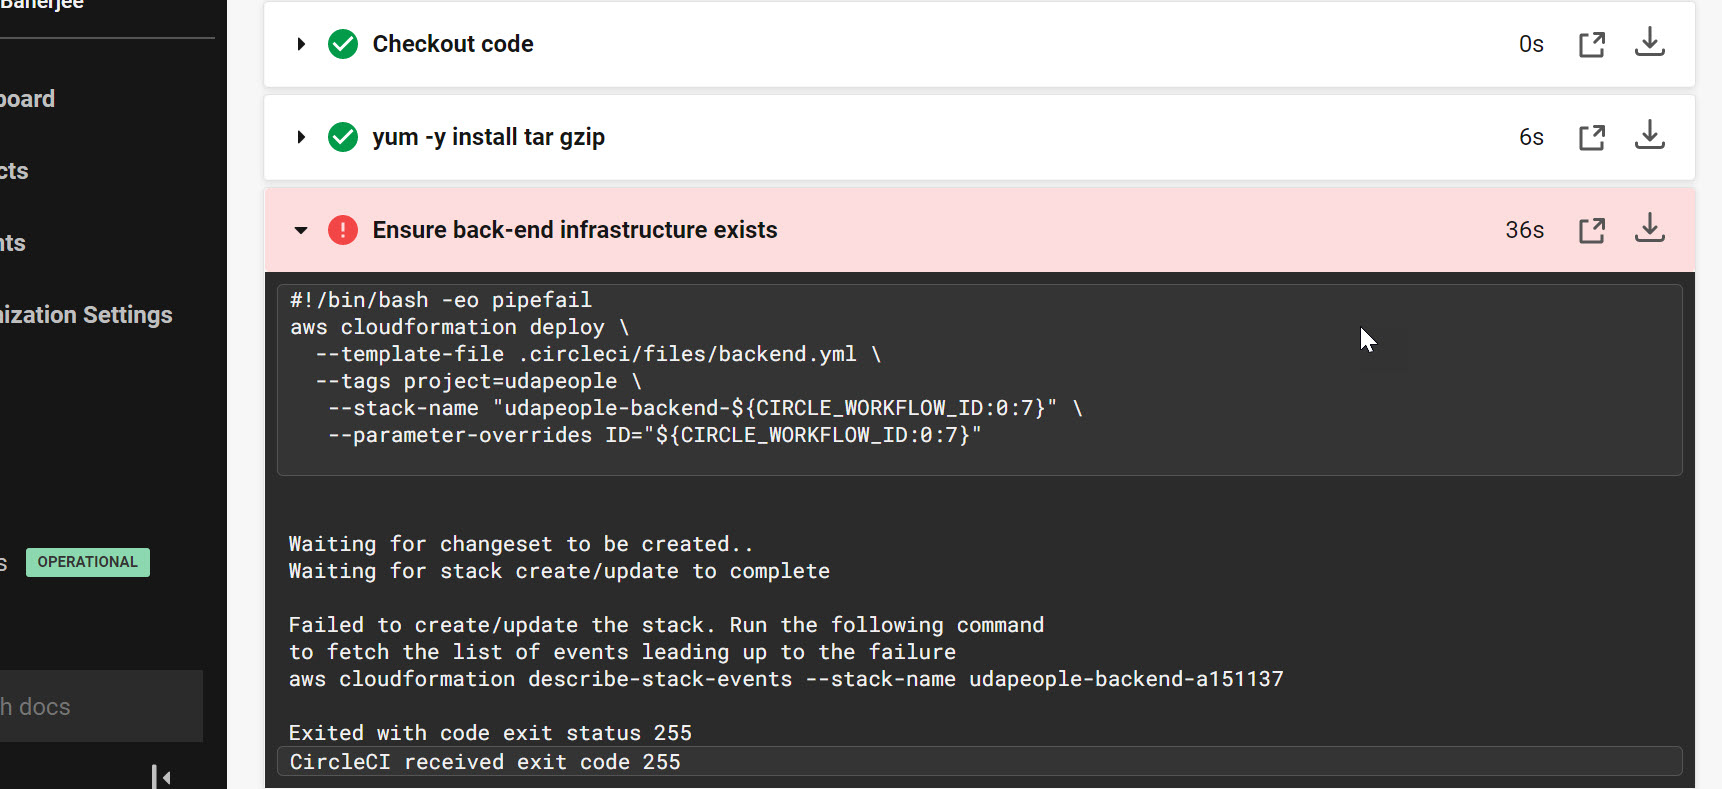 Banerjee
board
cts
nts
nization Settings
s OPERATIONAL
h docs
Checkout code 0s
yum -y install tar gzip 6s
! Ensure back-end infrastructure exists 36s
#!/bin/bash -eo pipefail
aws cloudformation deploy \
--template-file .circleci/files/backend.yml \
--tags project=udapeople \
--stack-name "udapeople-backend-${CIRCLE_WORKFLOW_ID:0:7}" \
--parameter-overrides ID="${CIRCLE_WORKFLOW_ID:0:7}"
Waiting for changeset to be created..
Waiting for stack create/update to complete
Failed to create/update the stack. Run the following command
to fetch the list of events leading up to the failure
aws cloudformation describe-stack-events --stack-name udapeople-backend-a151137
Exited with code exit status 255
CircleCI received exit code 255